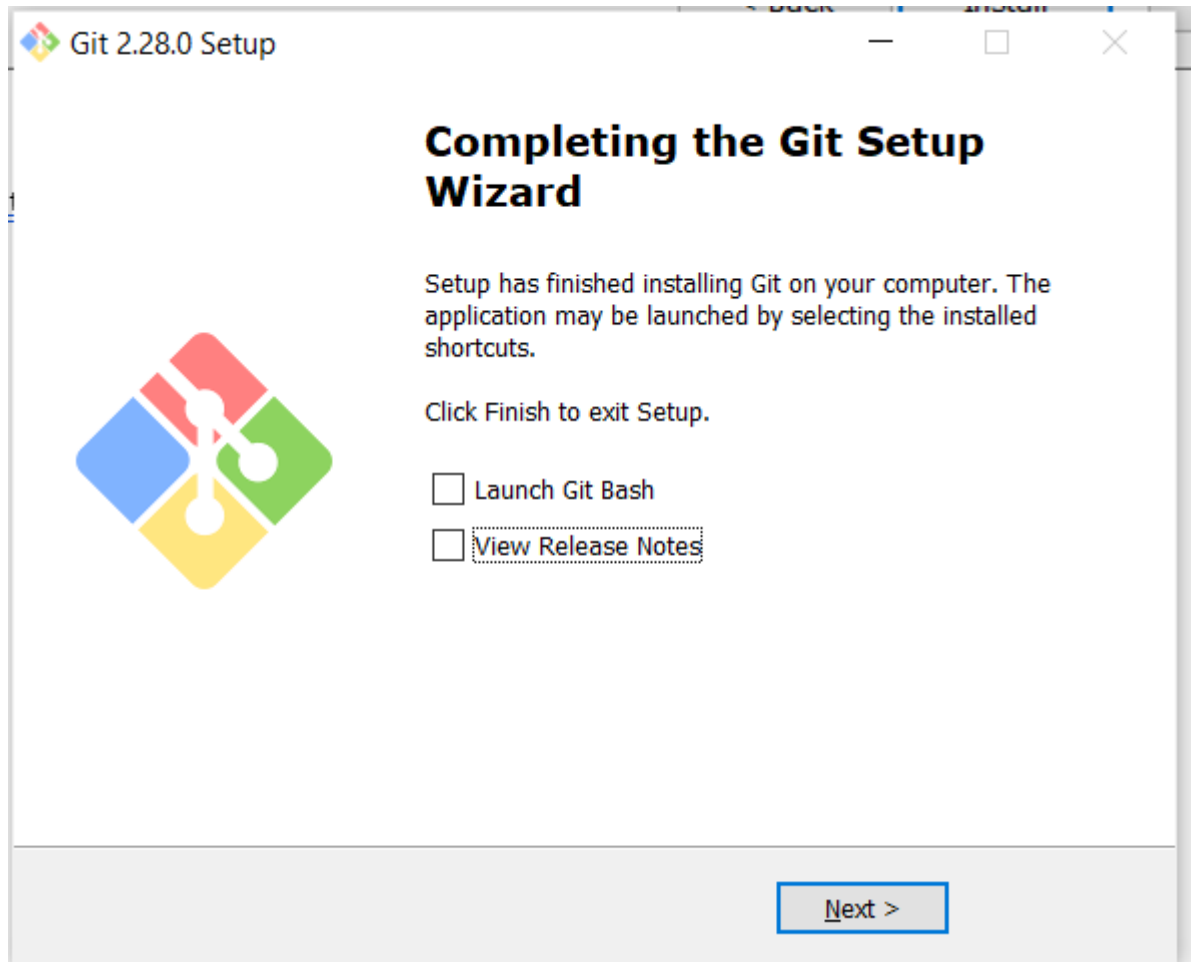 Git 2.28.0 Setup
Completing the Git Setup
Wizard
Setup has finished installing Git on your computer. The
application may be launched by selecting the installed
shortcuts.
Click Finish to exit Setup.
Launch Git Bash
View Release Notes
Next >